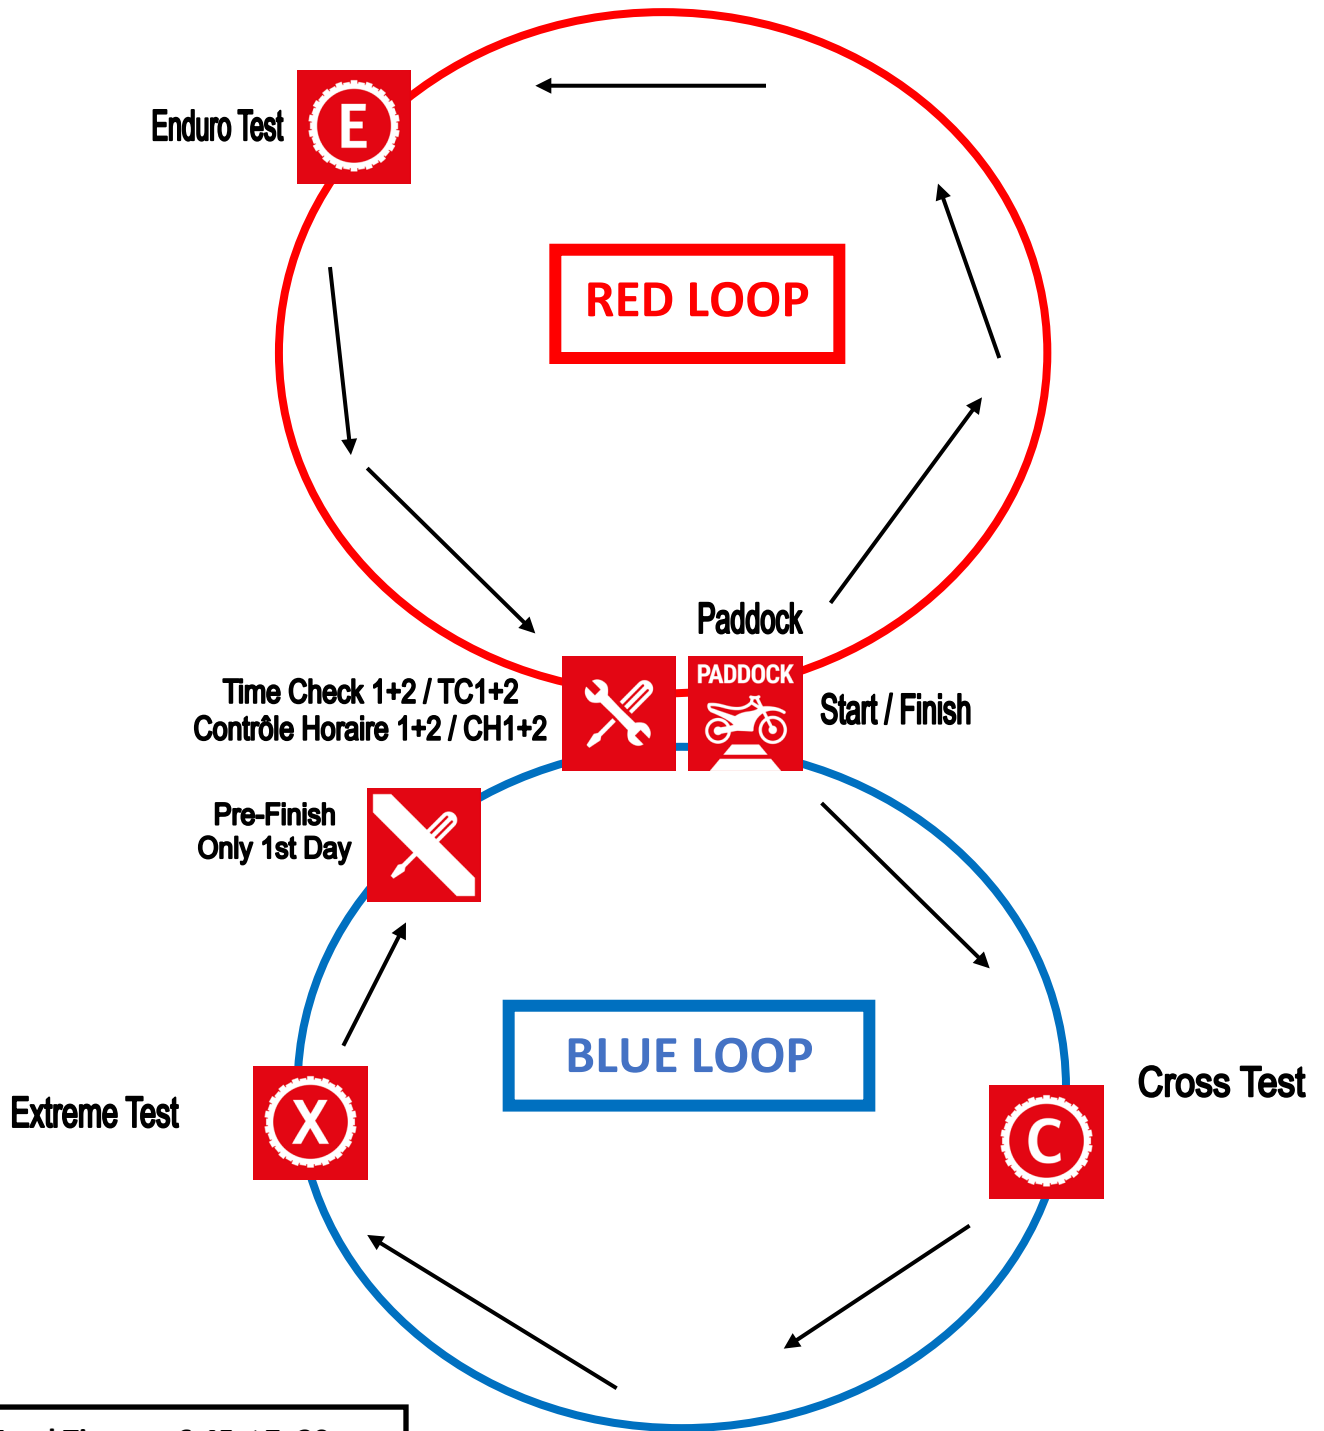 Enduro Test
E
RED LOOP
Paddock
PADDOCK
Time Check 1+2 / TC1+2
Contrôle Horaire 1+2 / CH1+2
Start / Finish
Pre-Finish
Only 1st Day
BLUE LOOP
Cross Test
Extreme Test
X
C